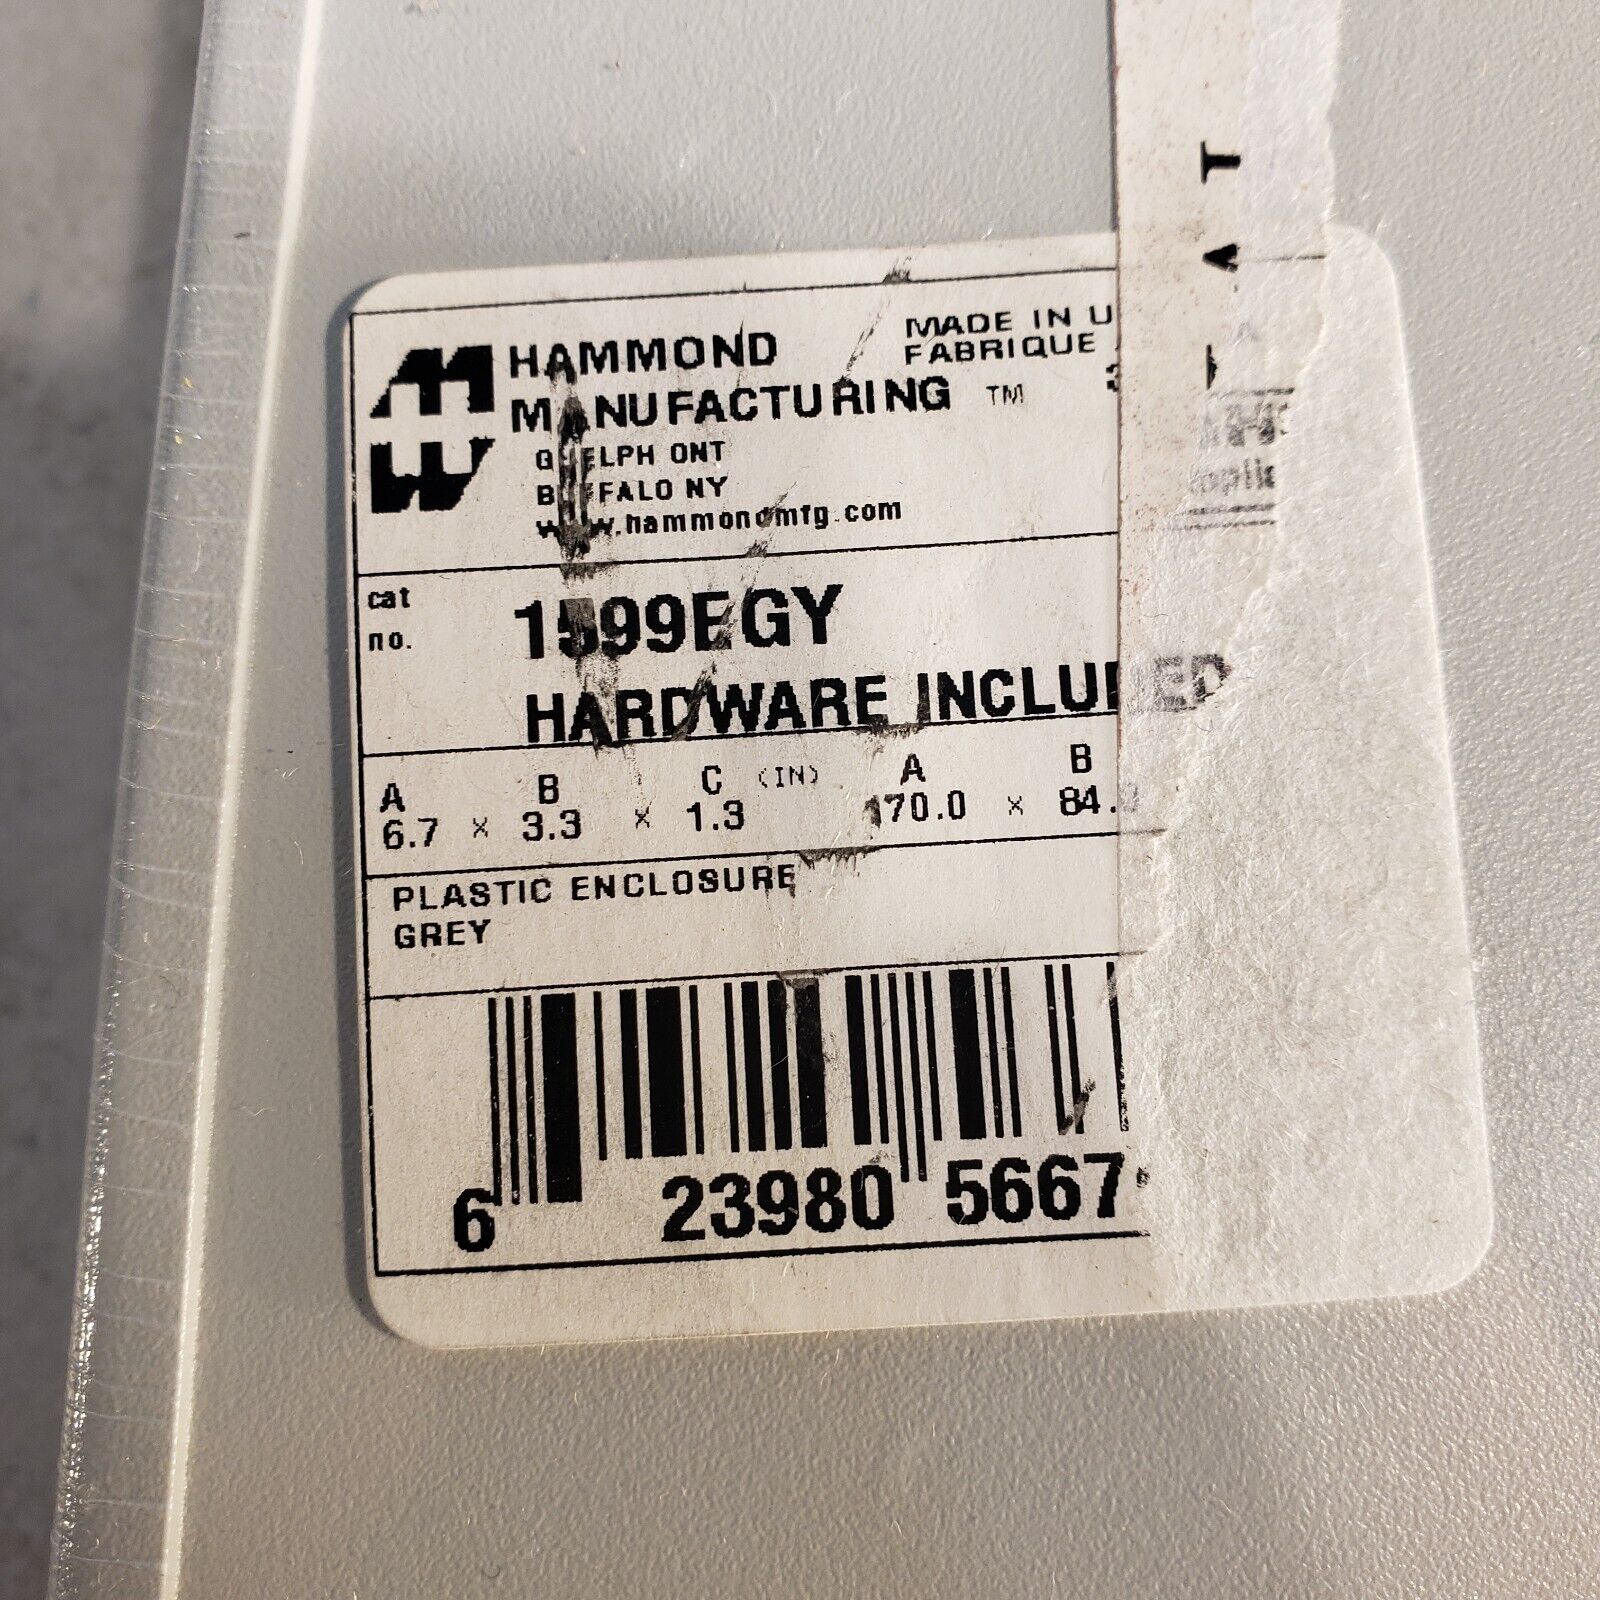 HAMMOND
MANUFACTURING TM
MADE IN U
FABRIQUE
GUELPH ONT
BUFFALO NY
www.hammondmfg.com
cat
no.
1599EGY
HARDWARE INCLUDED
A B C (IN) A B
6.7 x 3.3 x 1.3 170.0 x 84.
PLASTIC ENCLOSURE
GREY
6 23980 5667